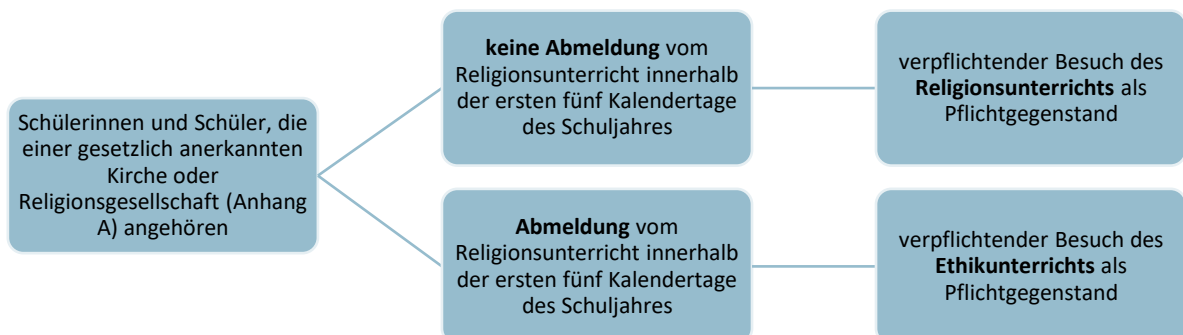 Schülerinnen und Schüler, die
einer gesetzlich anerkannten
Kirche oder
Religionsgesellschaft (Anhang
A) angehören
keine Abmeldung vom
Religionsunterricht innerhalb
der ersten fünf Kalendertage
des Schuljahres
verpflichtender Besuch des
Religionsunterrichts als
Pflichtgegenstand
Abmeldung vom
Religionsunterricht innerhalb
der ersten fünf Kalendertage
des Schuljahres
verpflichtender Besuch des
Ethikunterrichts als
Pflichtgegenstand